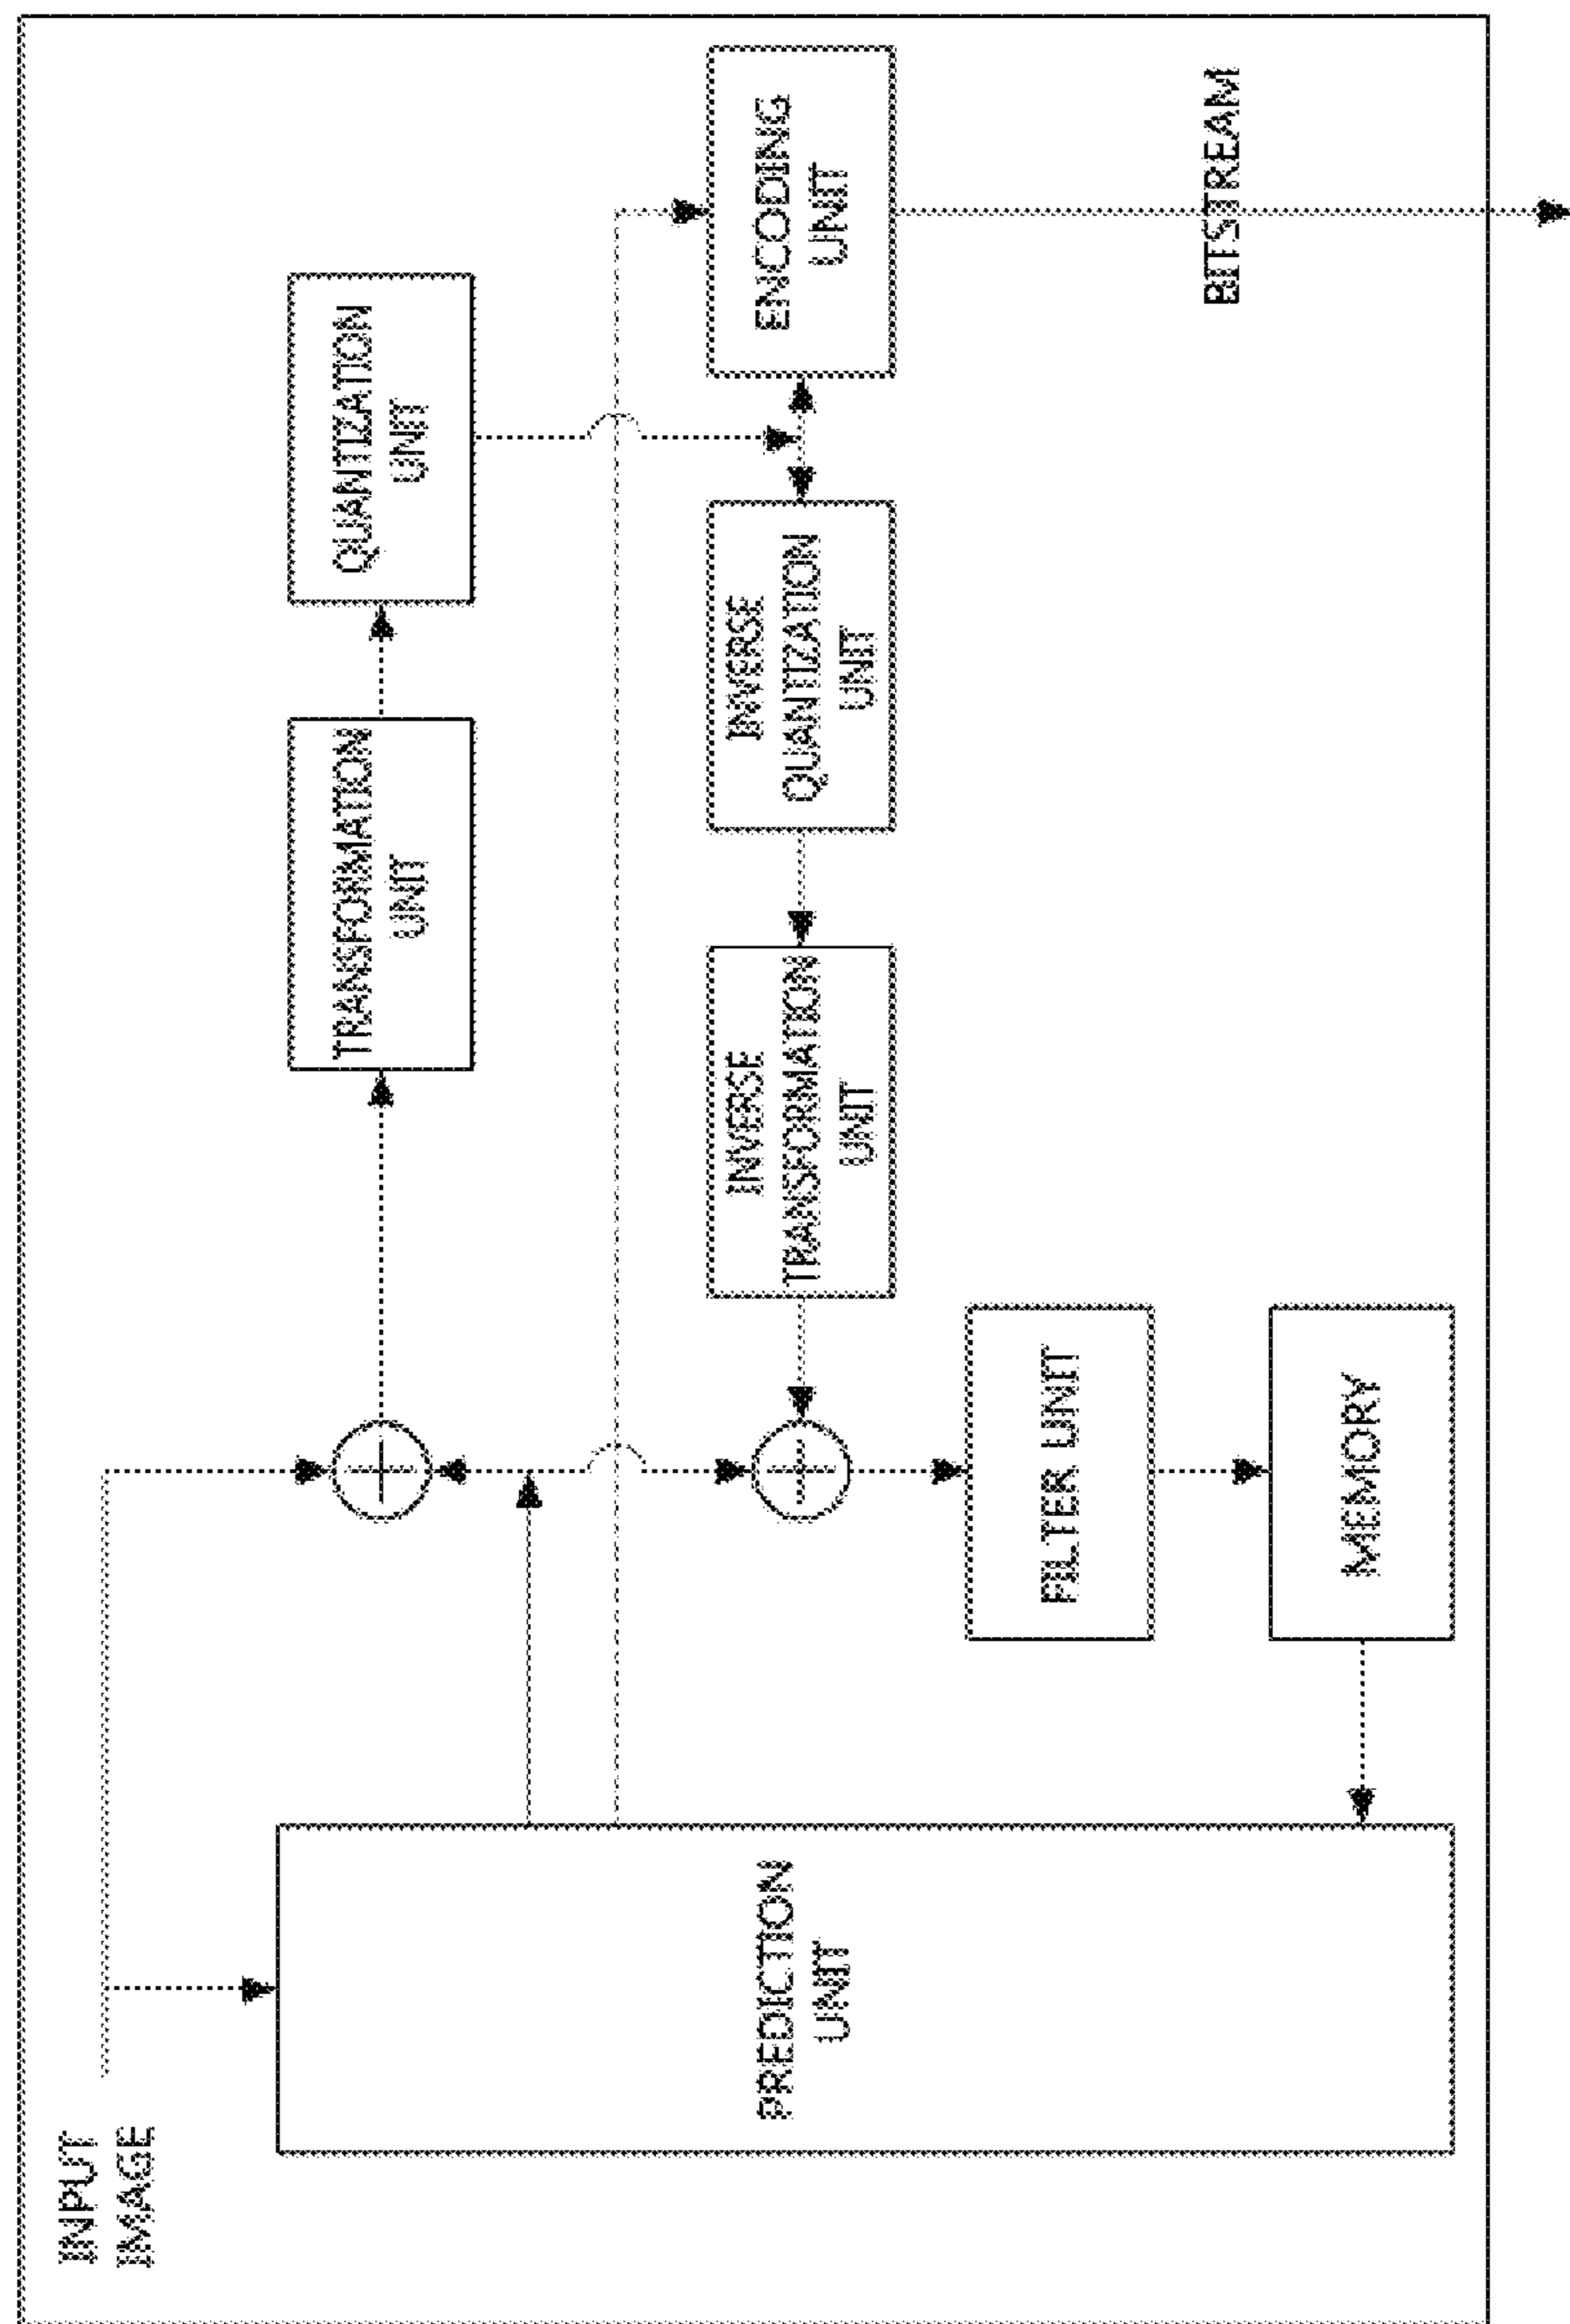 INPUT
IMAGE
TRANSFORMATION
UNIT
QUANTIZATION
UNIT
PREDICTION
UNIT
INVERSE
TRANSFORMATION
UNIT
INVERSE
QUANTIZATION
UNIT
ENCODING
UNIT
FILTER UNIT
MEMORY
BITSTREAM